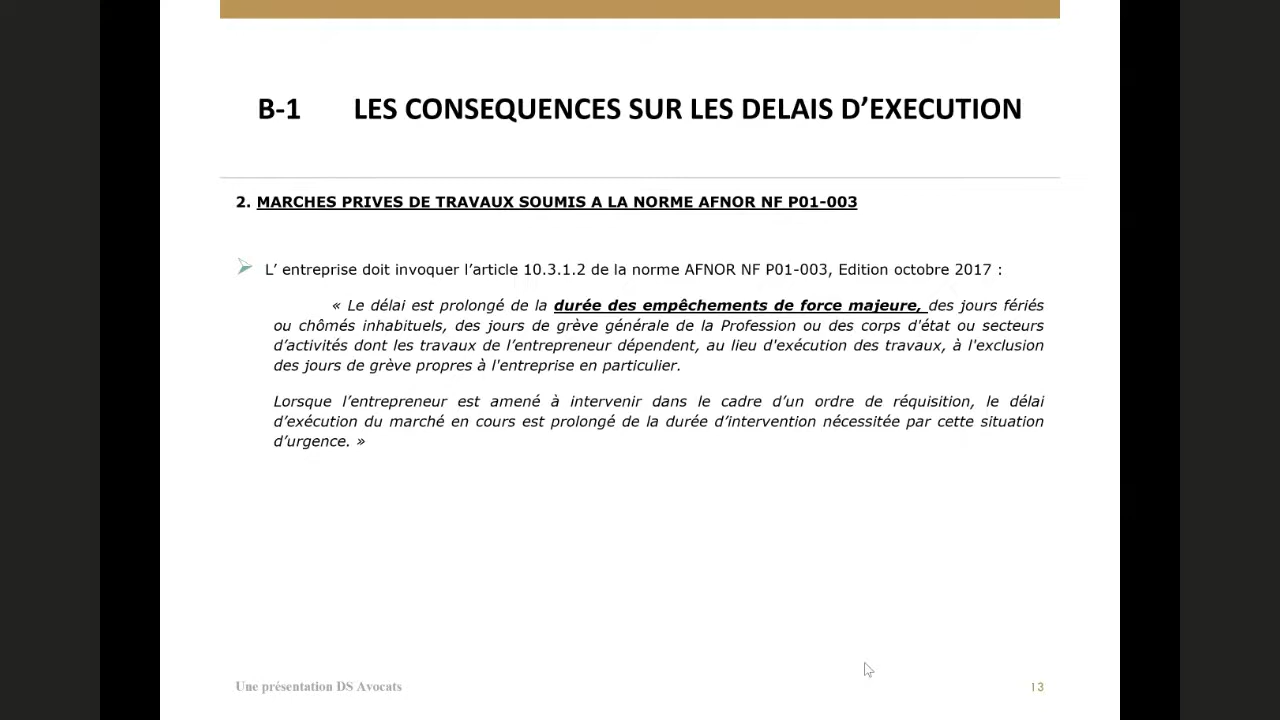 B-1 LES CONSEQUENCES SUR LES DELAIS D’EXECUTION
2. MARCHES PRIVES DE TRAVAUX SOUMIS A LA NORME AFNOR NF P01-003
L’ entreprise doit invoquer l’article 10.3.1.2 de la norme AFNOR NF P01-003, Edition octobre 2017 :
« Le délai est prolongé de la durée des empêchements de force majeure, des jours fériés
ou chômés inhabituels, des jours de grève générale de la Profession ou des corps d'état ou secteurs
d’activités dont les travaux de l’entrepreneur dépendent, au lieu d'exécution des travaux, à l'exclusion
des jours de grève propres à l'entreprise en particulier.
Lorsque l’entrepreneur est amené à intervenir dans le cadre d’un ordre de réquisition, le délai
d’exécution du marché en cours est prolongé de la durée d’intervention nécessitée par cette situation
d’urgence. »
Une présentation DS Avocats
13